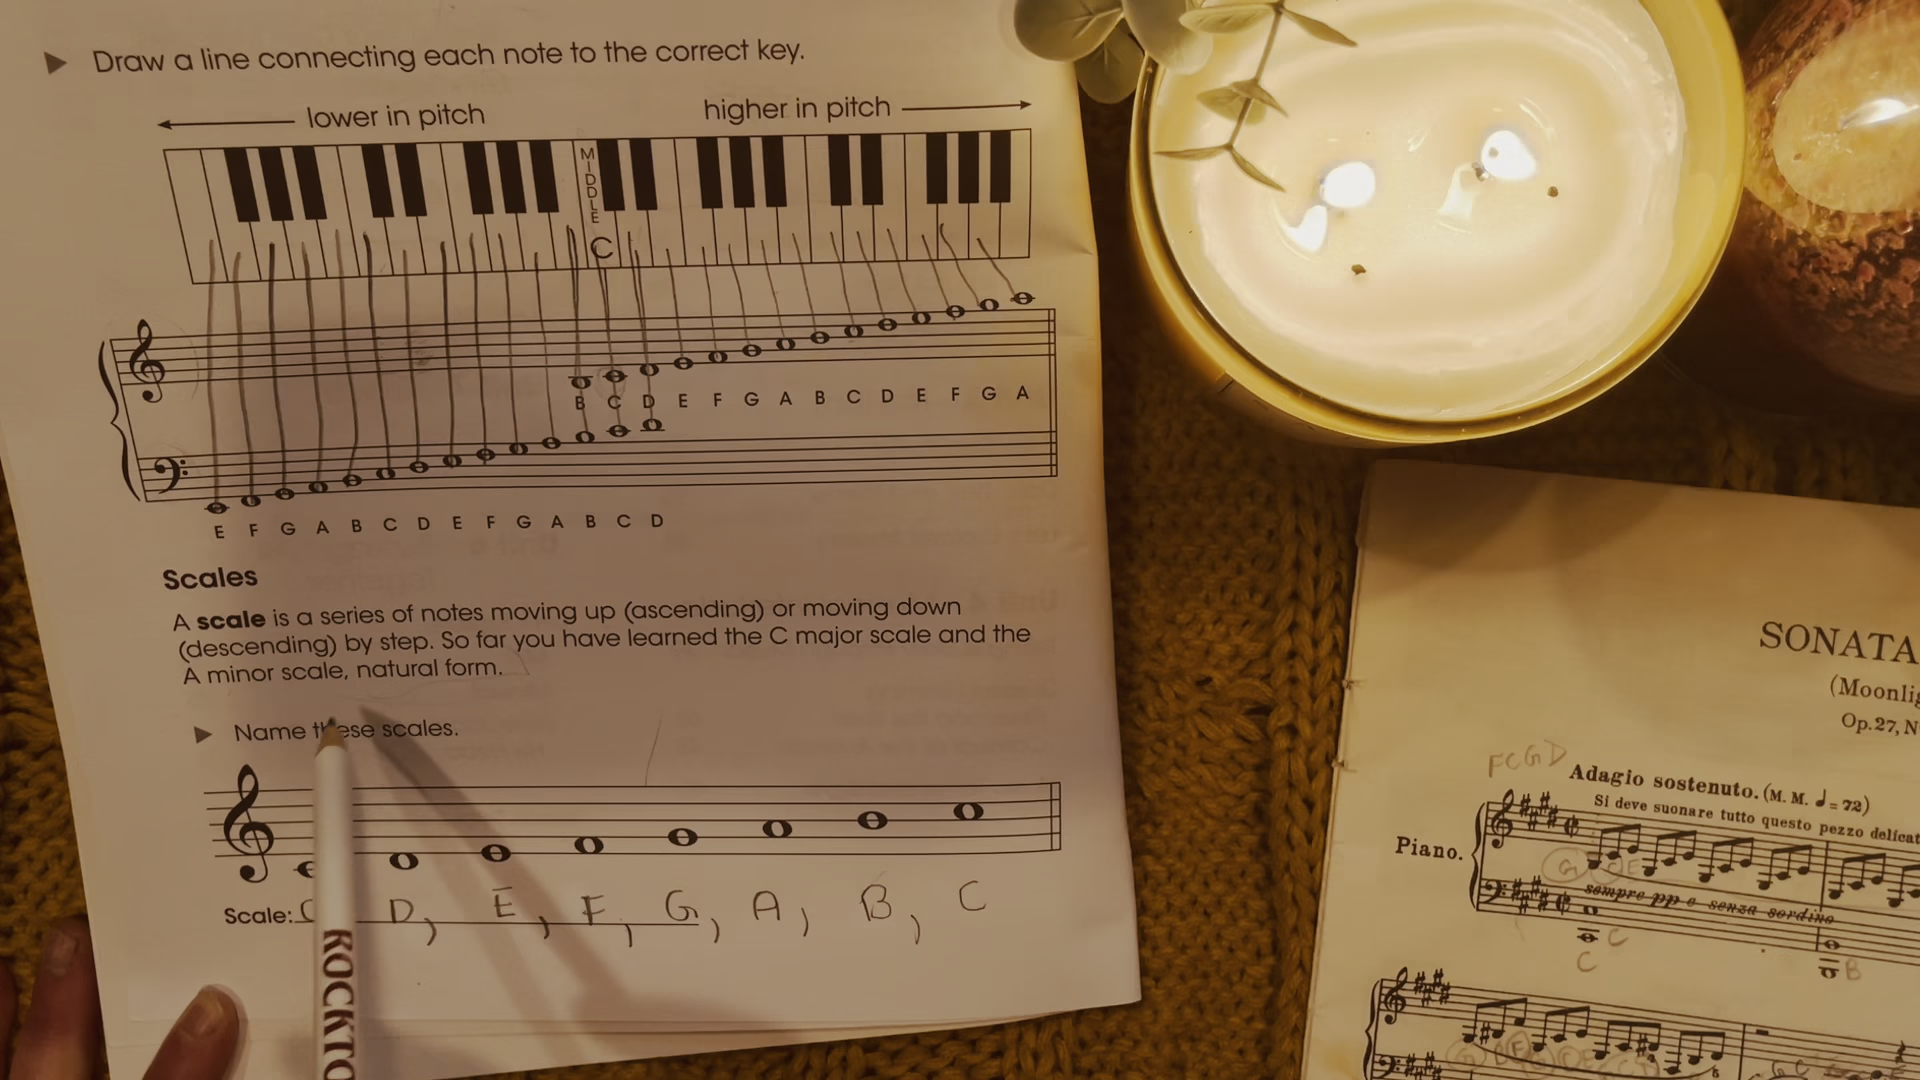 Draw a line connecting each note to the correct key.
lower in pitch higher in pitch
MIDDLE
C
B C D E F G A B C D E F G A
E F G A B C D E F G A B C D
Scales
A scale is a series of notes moving up (ascending) or moving down
(descending) by step. So far you have learned the C major scale and the
A minor scale, natural form.
Name these scales.
Scale: C D, E, F, G, A, B, C
ROCKTO
SONATA
(Moonlig
Op. 27, N
FCGD
Adagio sostenuto. (M. M. ♩ = 72)
Si deve suonare tutto questo pezzo delicat
Piano.
G C E
sempre pp e senza sordino
C
C
B